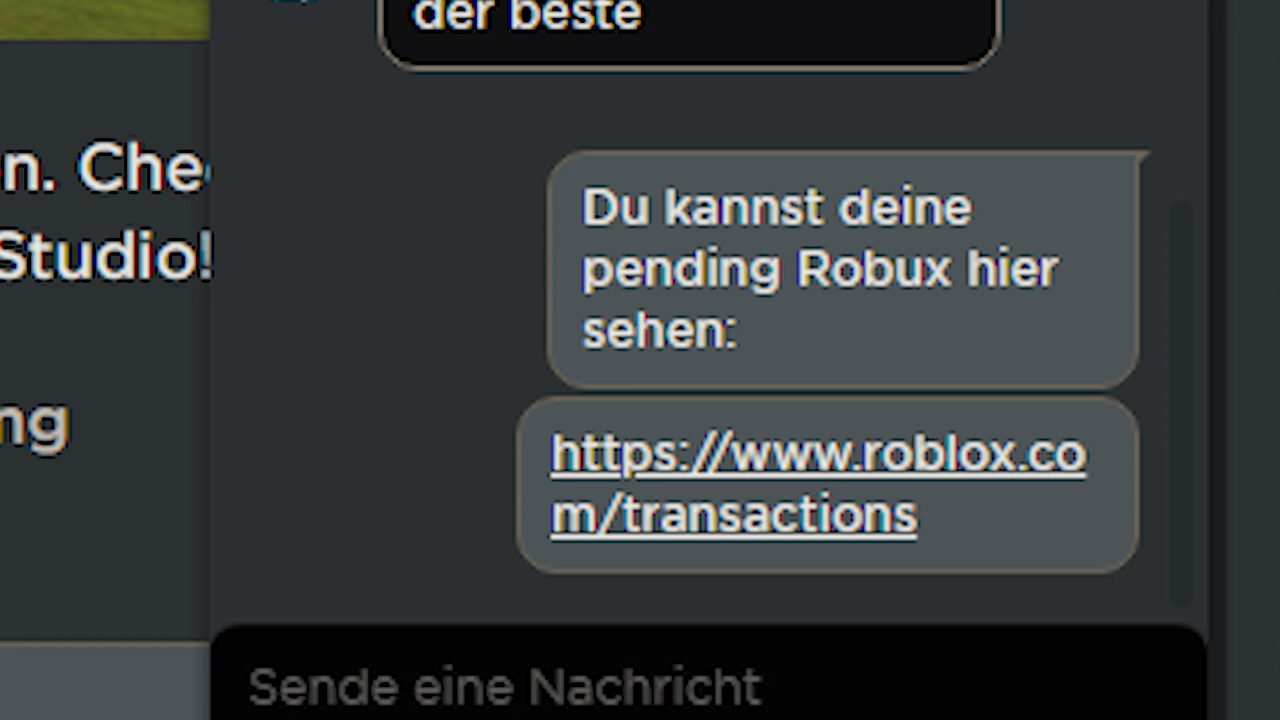 der beste
n. Che
Studio!
ng
Du kannst deine
pending Robux hier
sehen:
https://www.roblox.co
m/transactions
Sende eine Nachricht